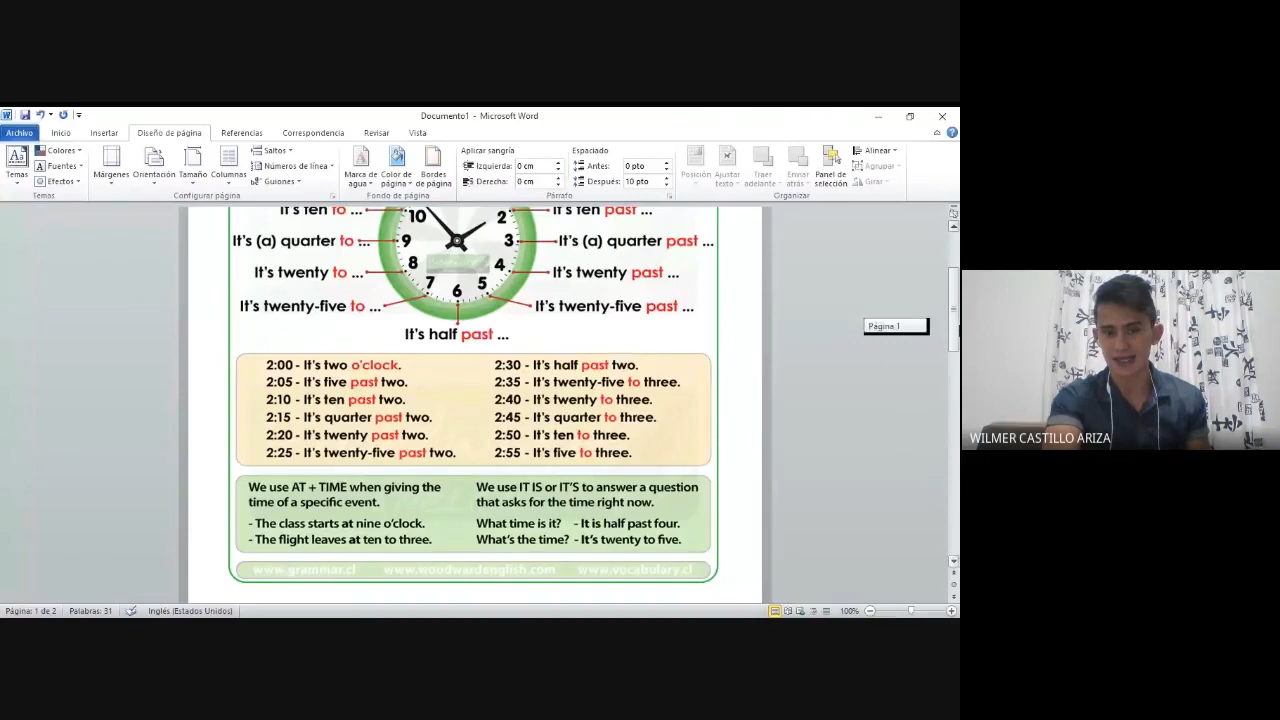 Documento1 - Microsoft Word
Archivo Inicio Insertar Diseño de página Referencias Correspondencia Revisar Vista
Aa Temas
Colores
Fuentes
Efectos
Temas
Márgenes Orientación Tamaño Columnas
Saltos
Números de línea
Guiones
Configurar página
Marca de agua
Color de página
Bordes de página
Fondo de página
Aplicar sangría
Izquierda: 0 cm
Derecha: 0 cm
Espaciado
Antes: 0 pto
Después: 10 pto
Párrafo
Posición
Ajustar texto
Traer adelante
Enviar atrás
Panel de selección
Alinear
Agrupar
Girar
Organizar
It's ten to ...
It's ten past ...
It's (a) quarter to ...
It's (a) quarter past ...
It's twenty to ...
It's twenty past ...
It's twenty-five to ...
It's twenty-five past ...
It's half past ...
10 2
9 3
8 4
7 6 5
2:00 - It's two o'clock.
2:05 - It's five past two.
2:10 - It's ten past two.
2:15 - It's quarter past two.
2:20 - It's twenty past two.
2:25 - It's twenty-five past two.
2:30 - It's half past two.
2:35 - It's twenty-five to three.
2:40 - It's twenty to three.
2:45 - It's quarter to three.
2:50 - It's ten to three.
2:55 - It's five to three.
We use AT + TIME when giving the
time of a specific event.
- The class starts at nine o'clock.
- The flight leaves at ten to three.
We use IT IS or IT'S to answer a question
that asks for the time right now.
What time is it? - It is half past four.
What's the time? - It's twenty to five.
www.grammar.cl www.woodwardenglish.com www.vocabulary.cl
Página 1
Página: 1 de 2 Palabras: 31 Inglés (Estados Unidos) 100%
WILMER CASTILLO ARIZA